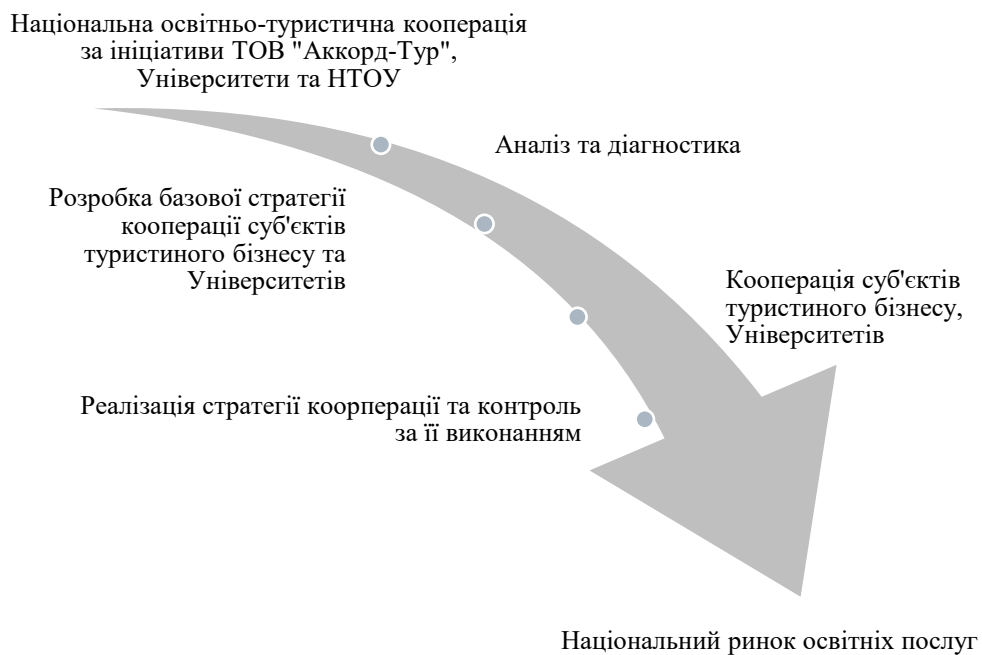 Національна освітньо-туристична кооперація
за ініціативи ТОВ "Аккорд-Тур",
Університети та НТОУ
Аналіз та діагностика
Розробка базової стратегії
кооперації суб'єктів
туристиного бізнесу та
Університетів
Кооперація суб'єктів
туристиного бізнесу,
Університетів
Реалізація стратегії коорперації та контроль
за її виконанням
Національний ринок освітніх послуг